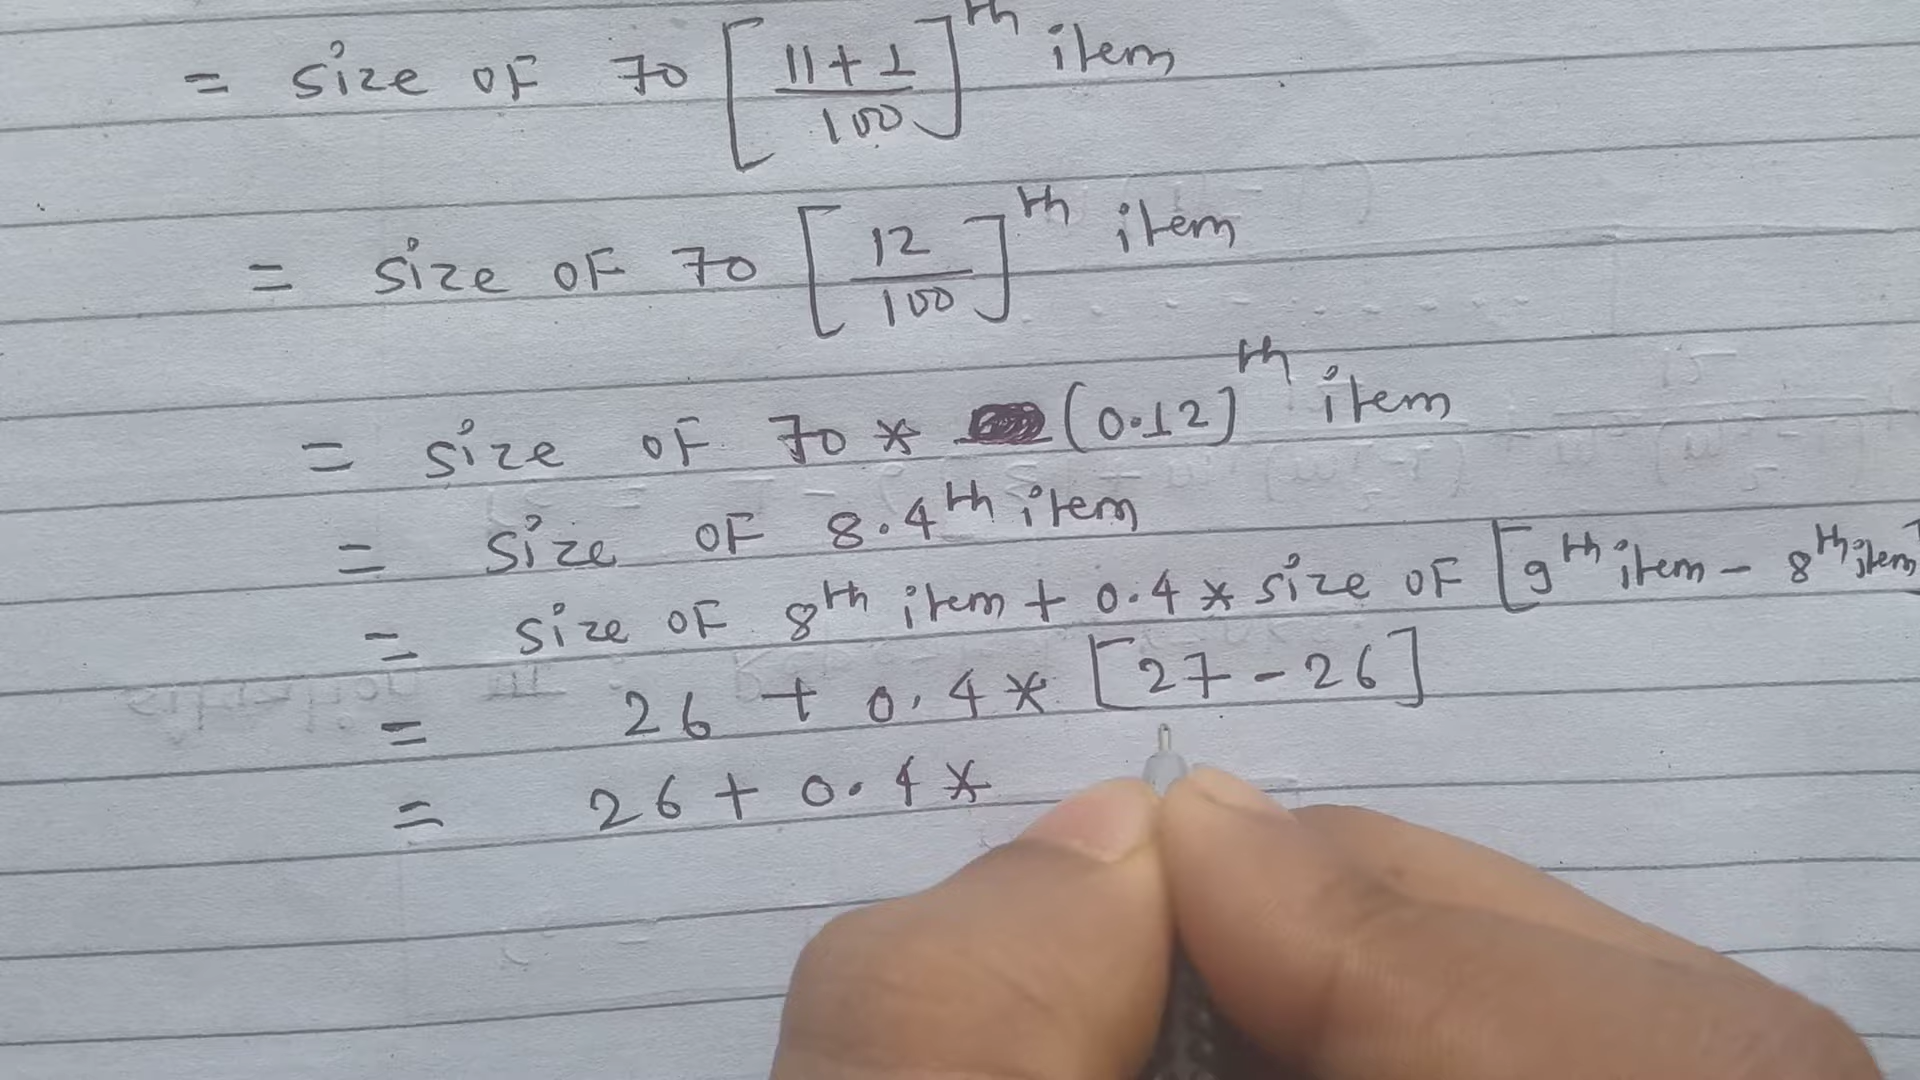 = size of 70 [11+1/100]th item
= size of 70 [12/100]th item
= size of 70 * (0.12)th item
= size of 8.4th item
= size of 8th item + 0.4 * size of [9th item - 8th item]
= 26 + 0.4 * [27 - 26]
= 26 + 0.4 *